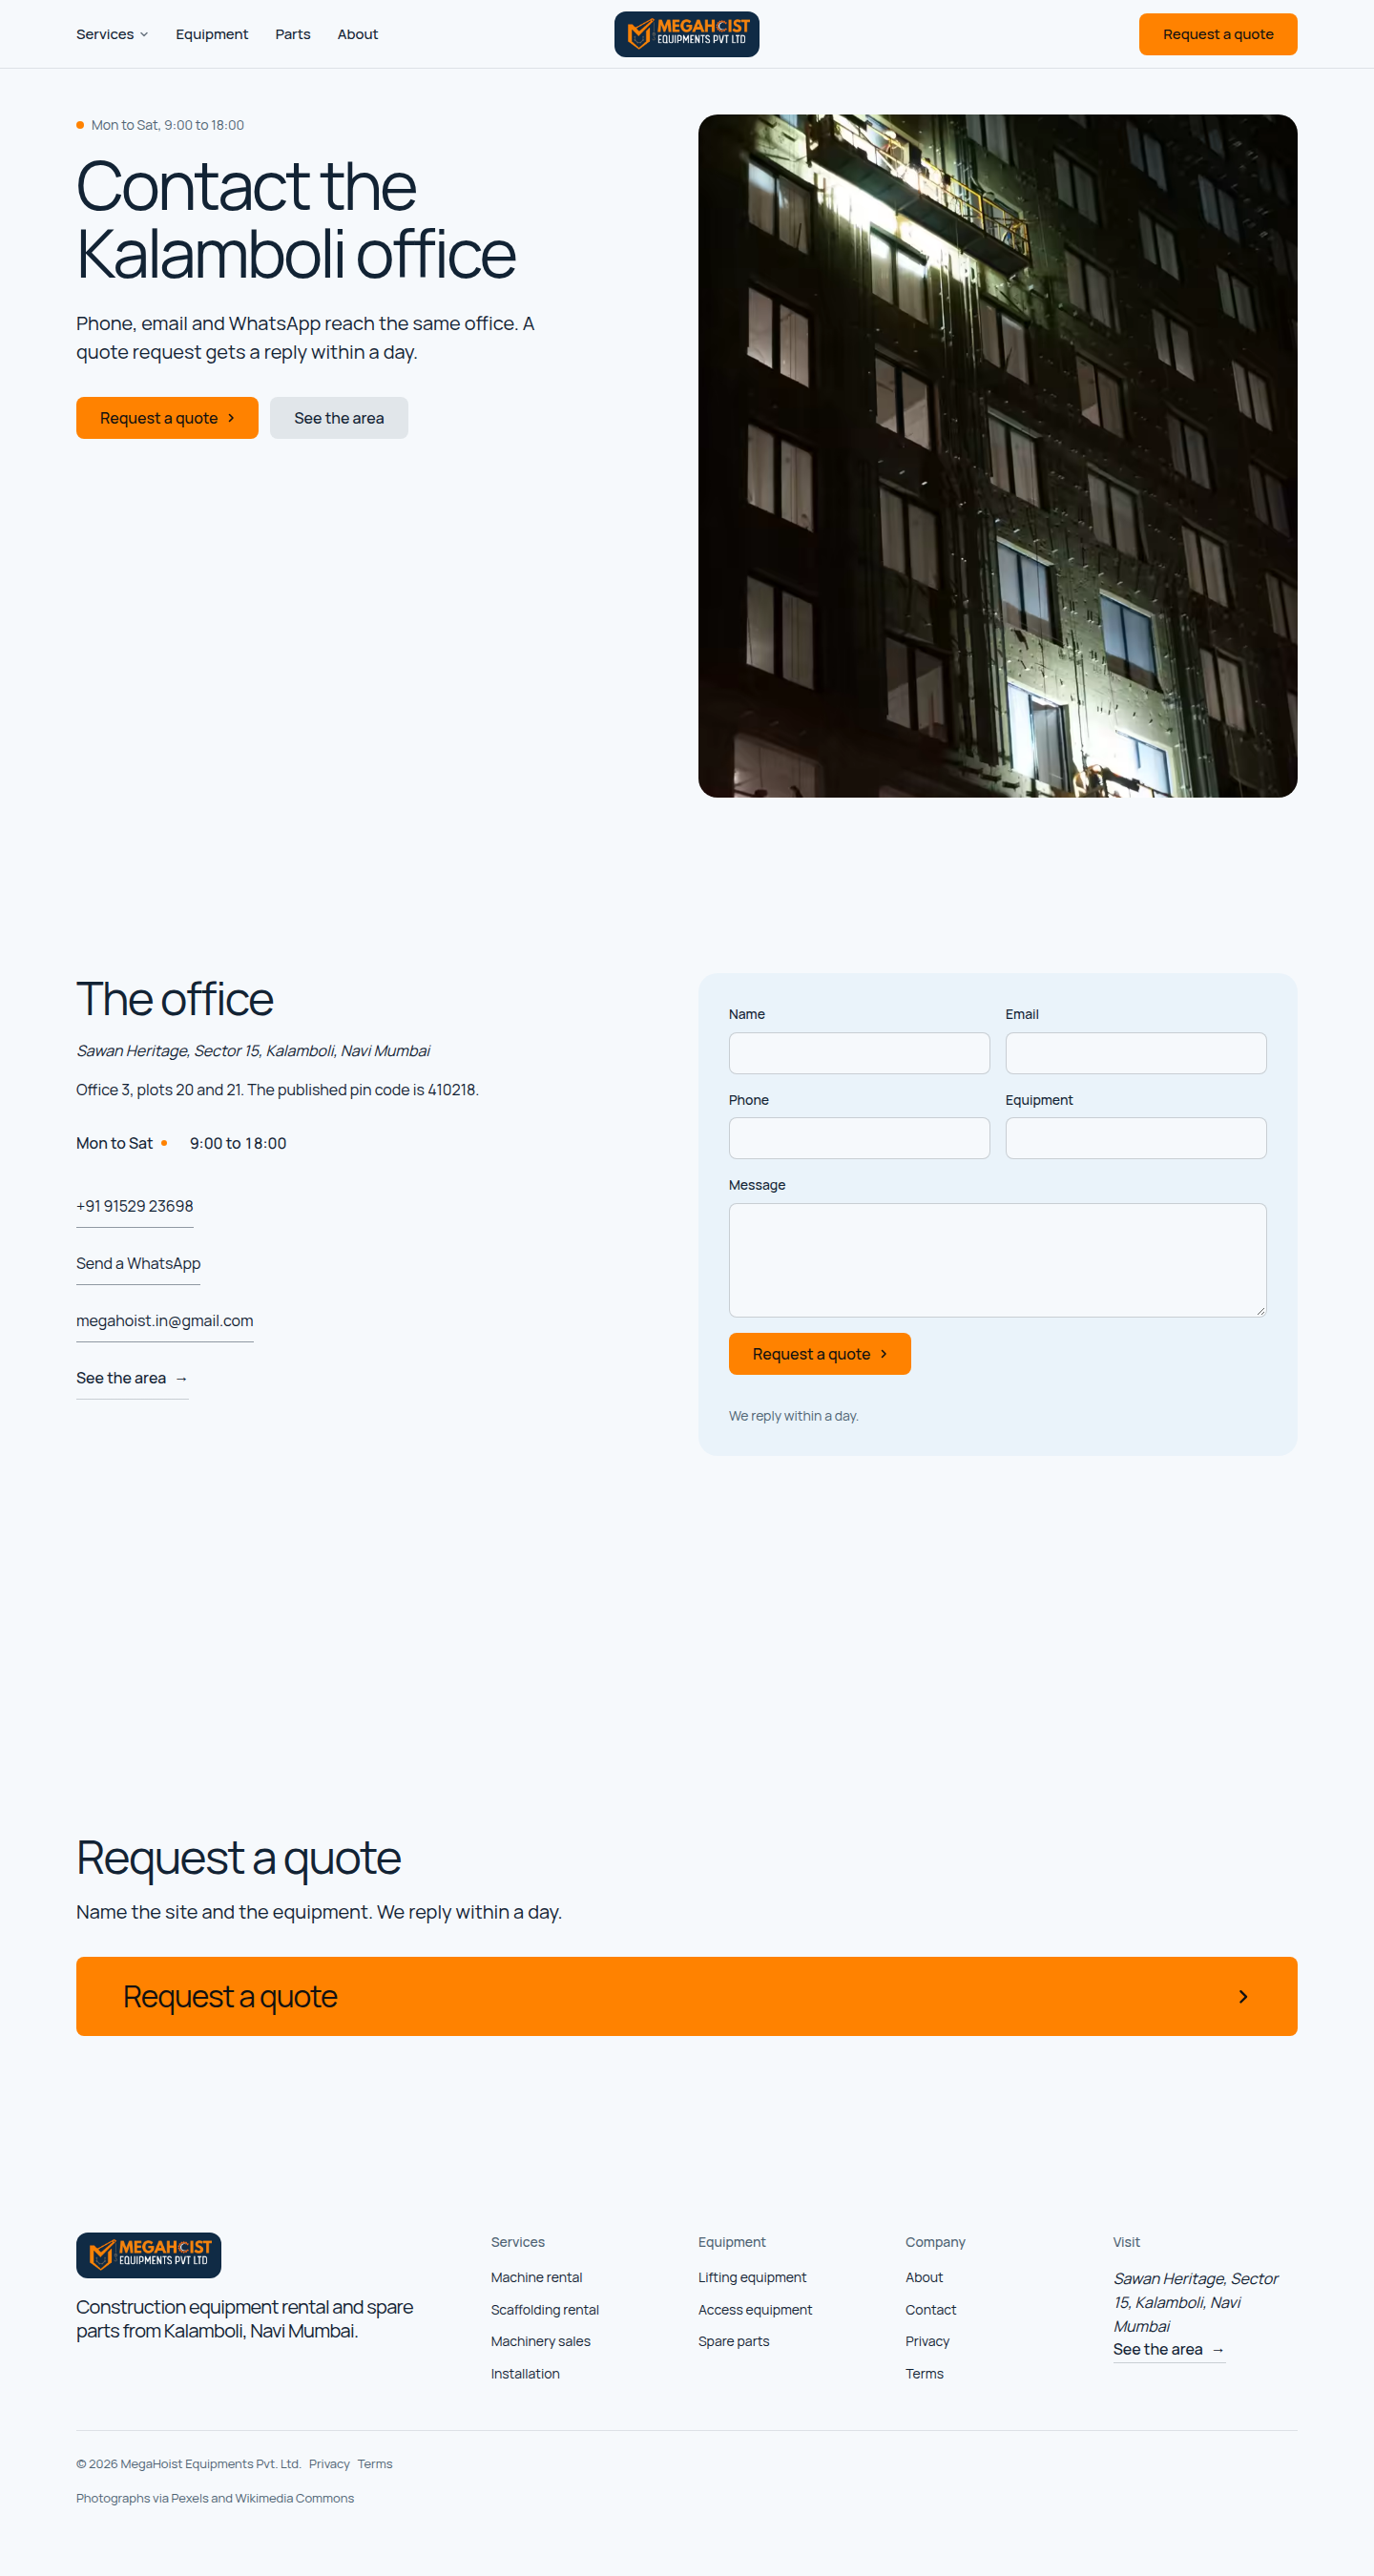 Services
Equipment
Parts
About
MEGAHOIST
EQUIPMENTS PVT LTD
Request a quote
Mon to Sat, 9:00 to 18:00
Contact the
Kalamboli office
Phone, email and WhatsApp reach the same office. A
quote request gets a reply within a day.
Request a quote
See the area
The office
Sawan Heritage, Sector 15, Kalamboli, Navi Mumbai
Office 3, plots 20 and 21. The published pin code is 410218.
Mon to Sat 9:00 to 18:00
+91 91529 23698
Send a WhatsApp
megahoist.in@gmail.com
See the area →
Name
Email
Phone
Equipment
Message
Request a quote
We reply within a day.
Request a quote
Name the site and the equipment. We reply within a day.
Request a quote
MEGAHOIST
EQUIPMENTS PVT LTD
Construction equipment rental and spare
parts from Kalamboli, Navi Mumbai.
Services
Machine rental
Scaffolding rental
Machinery sales
Installation
Equipment
Lifting equipment
Access equipment
Spare parts
Company
About
Contact
Privacy
Terms
Visit
Sawan Heritage, Sector
15, Kalamboli, Navi
Mumbai
See the area →
© 2026 MegaHoist Equipments Pvt. Ltd. Privacy Terms
Photographs via Pexels and Wikimedia Commons